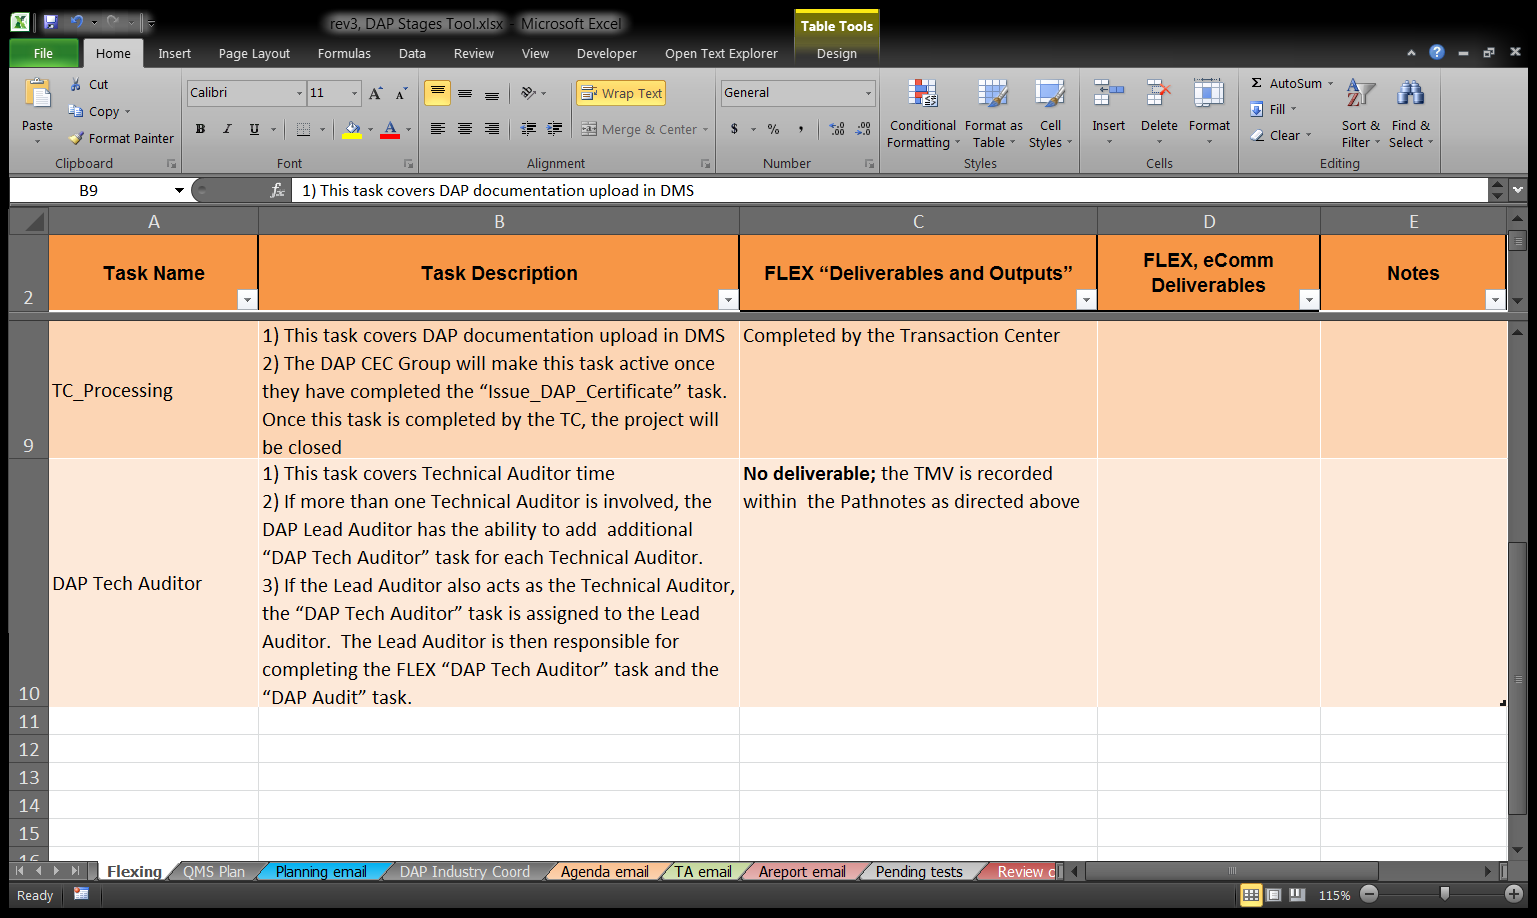 rev3, DAP Stages Tool.xlsx - Microsoft Excel
Table Tools
File Home Insert Page Layout Formulas Data Review View Developer Open Text Explorer Design
Paste
Cut
Copy
Format Painter
Clipboard
Calibri 11
B I U
Font
Wrap Text
Merge & Center
Alignment
General
$ % ,
Number
Conditional Formatting
Format as Table
Cell Styles
Styles
Insert Delete Format
Cells
Σ AutoSum
Fill
Clear
Sort & Filter
Find & Select
Editing
B9 fx 1) This task covers DAP documentation upload in DMS
A B C D E
2
Task Name
Task Description
FLEX “Deliverables and Outputs”
FLEX, eComm
Deliverables
Notes
9
TC_Processing
1) This task covers DAP documentation upload in DMS
2) The DAP CEC Group will make this task active once
they have completed the “Issue_DAP_Certificate” task.
Once this task is completed by the TC, the project will
be closed
Completed by the Transaction Center
10
DAP Tech Auditor
1) This task covers Technical Auditor time
2) If more than one Technical Auditor is involved, the
DAP Lead Auditor has the ability to add  additional
“DAP Tech Auditor” task for each Technical Auditor.
3) If the Lead Auditor also acts as the Technical Auditor,
the “DAP Tech Auditor” task is assigned to the Lead
Auditor.  The Lead Auditor is then responsible for
completing the FLEX “DAP Tech Auditor” task and the
“DAP Audit” task.
No deliverable; the TMV is recorded
within  the Pathnotes as directed above
11
12
13
14
15
16
Flexing QMS Plan Planning email DAP Industry Coord Agenda email TA email Areport email Pending tests Review c
Ready 115%